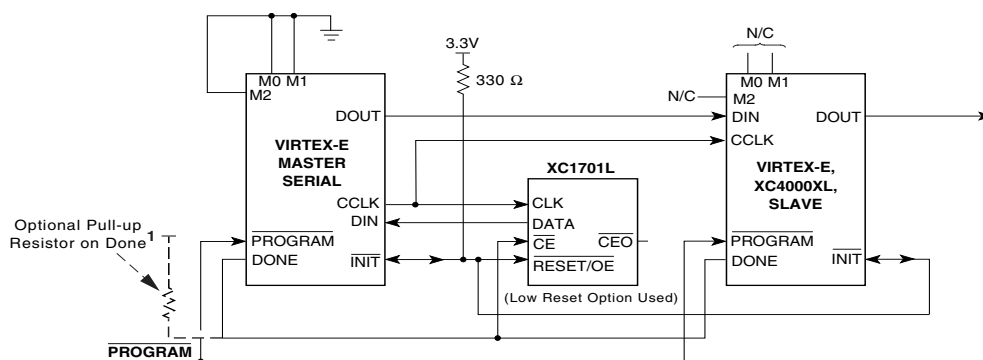 N/C
3.3V
M0 M1
M2
330 Ω
M0 M1
N/C
M2
DOUT
DIN
DOUT
CCLK
VIRTEX-E
MASTER
SERIAL
XC1701L
VIRTEX-E,
XC4000XL,
SLAVE
CCLK
DIN
CLK
DATA
CE
CEO
RESET/OE
Optional Pull-up
Resistor on Done1
PROGRAM
DONE
INIT
PROGRAM
DONE
INIT
(Low Reset Option Used)
PROGRAM